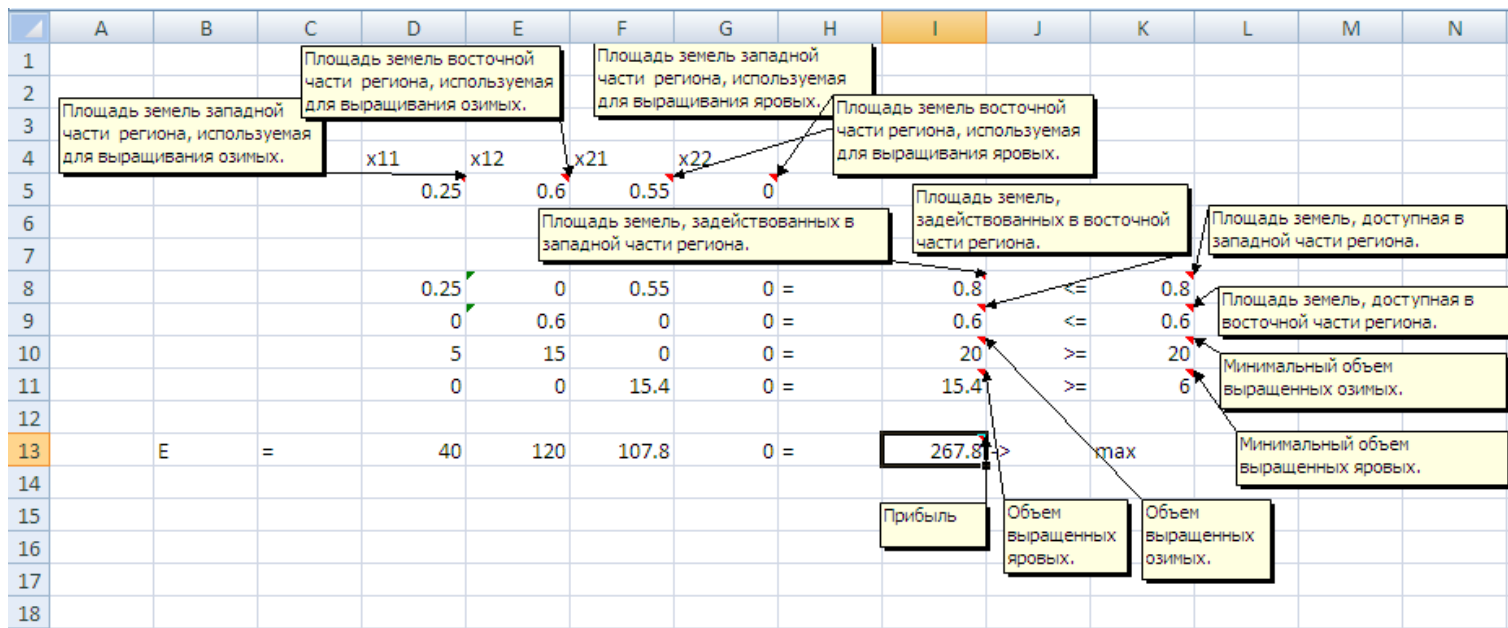 A B C D E F G H I J K L M N
1
Площадь земель восточной
части региона, используемая
для выращивания озимых.
Площадь земель западной
части региона, используемая
для выращивания яровых.
2
Площадь земель западной
части региона, используемая
для выращивания озимых.
Площадь земель восточной
части региона, используемая
для выращивания яровых.
3
4 x11 x12 x21 x22
5 0.25 0.6 0.55 0
6
Площадь земель, задействованных в
западной части региона.
Площадь земель,
задействованных в восточной
части региона.
Площадь земель, доступная в
западной части региона.
7
8 0.25 0 0.55 0 = 0.8 <= 0.8
Площадь земель, доступная в
восточной части региона.
9 0 0.6 0 0 = 0.6 <= 0.6
10 5 15 0 0 = 20 >= 20
Минимальный объем
выращенных озимых.
11 0 0 15.4 0 = 15.4 >= 6
12
13 E = 40 120 107.8 0 = 267.8 -> max
Минимальный объем
выращенных яровых.
14
15
Прибыль
Объем
выращенных
яровых.
Объем
выращенных
озимых.
16
17
18